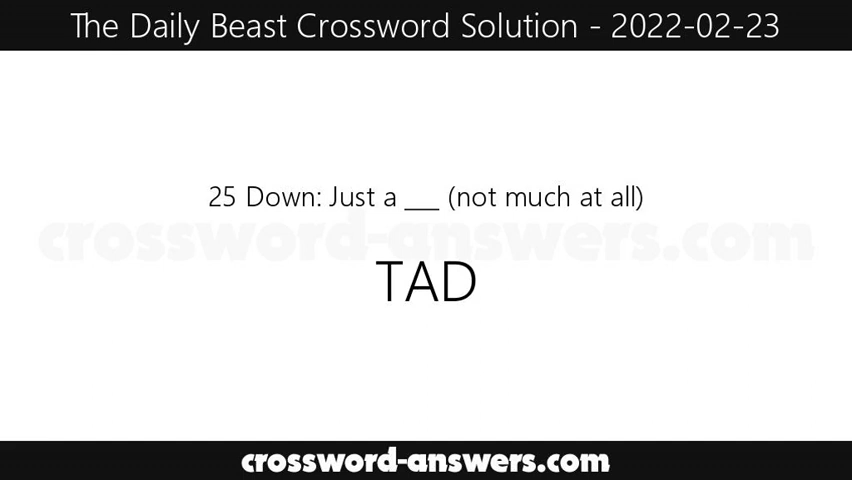 The Daily Beast Crossword Solution - 2022-02-23
25 Down: Just a ___ (not much at all)
crossword-answers.com
TAD
crossword-answers.com